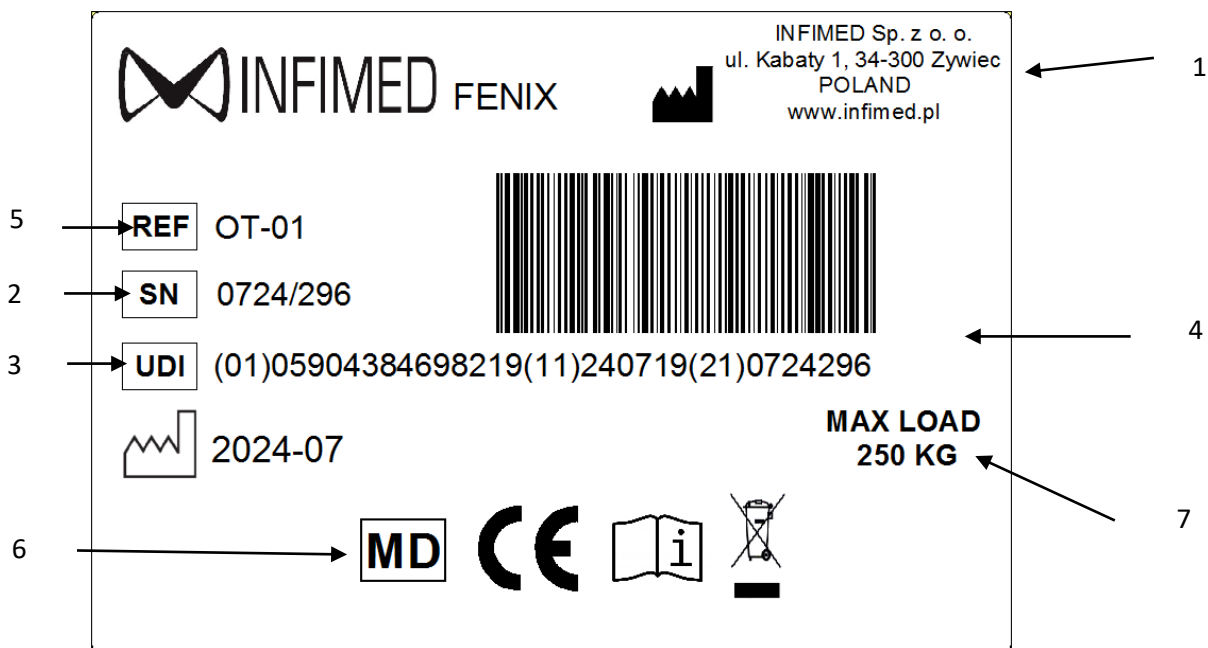 INFIMED FENIX
INFIMED Sp. z o. o.
ul. Kabaty 1, 34-300 Zywiec
POLAND
www.infimed.pl
1
5
REF OT-01
2
SN 0724/296
4
3
UDI (01)05904384698219(11)240719(21)0724296
2024-07
MAX LOAD
250 KG
7
6
MD CE i